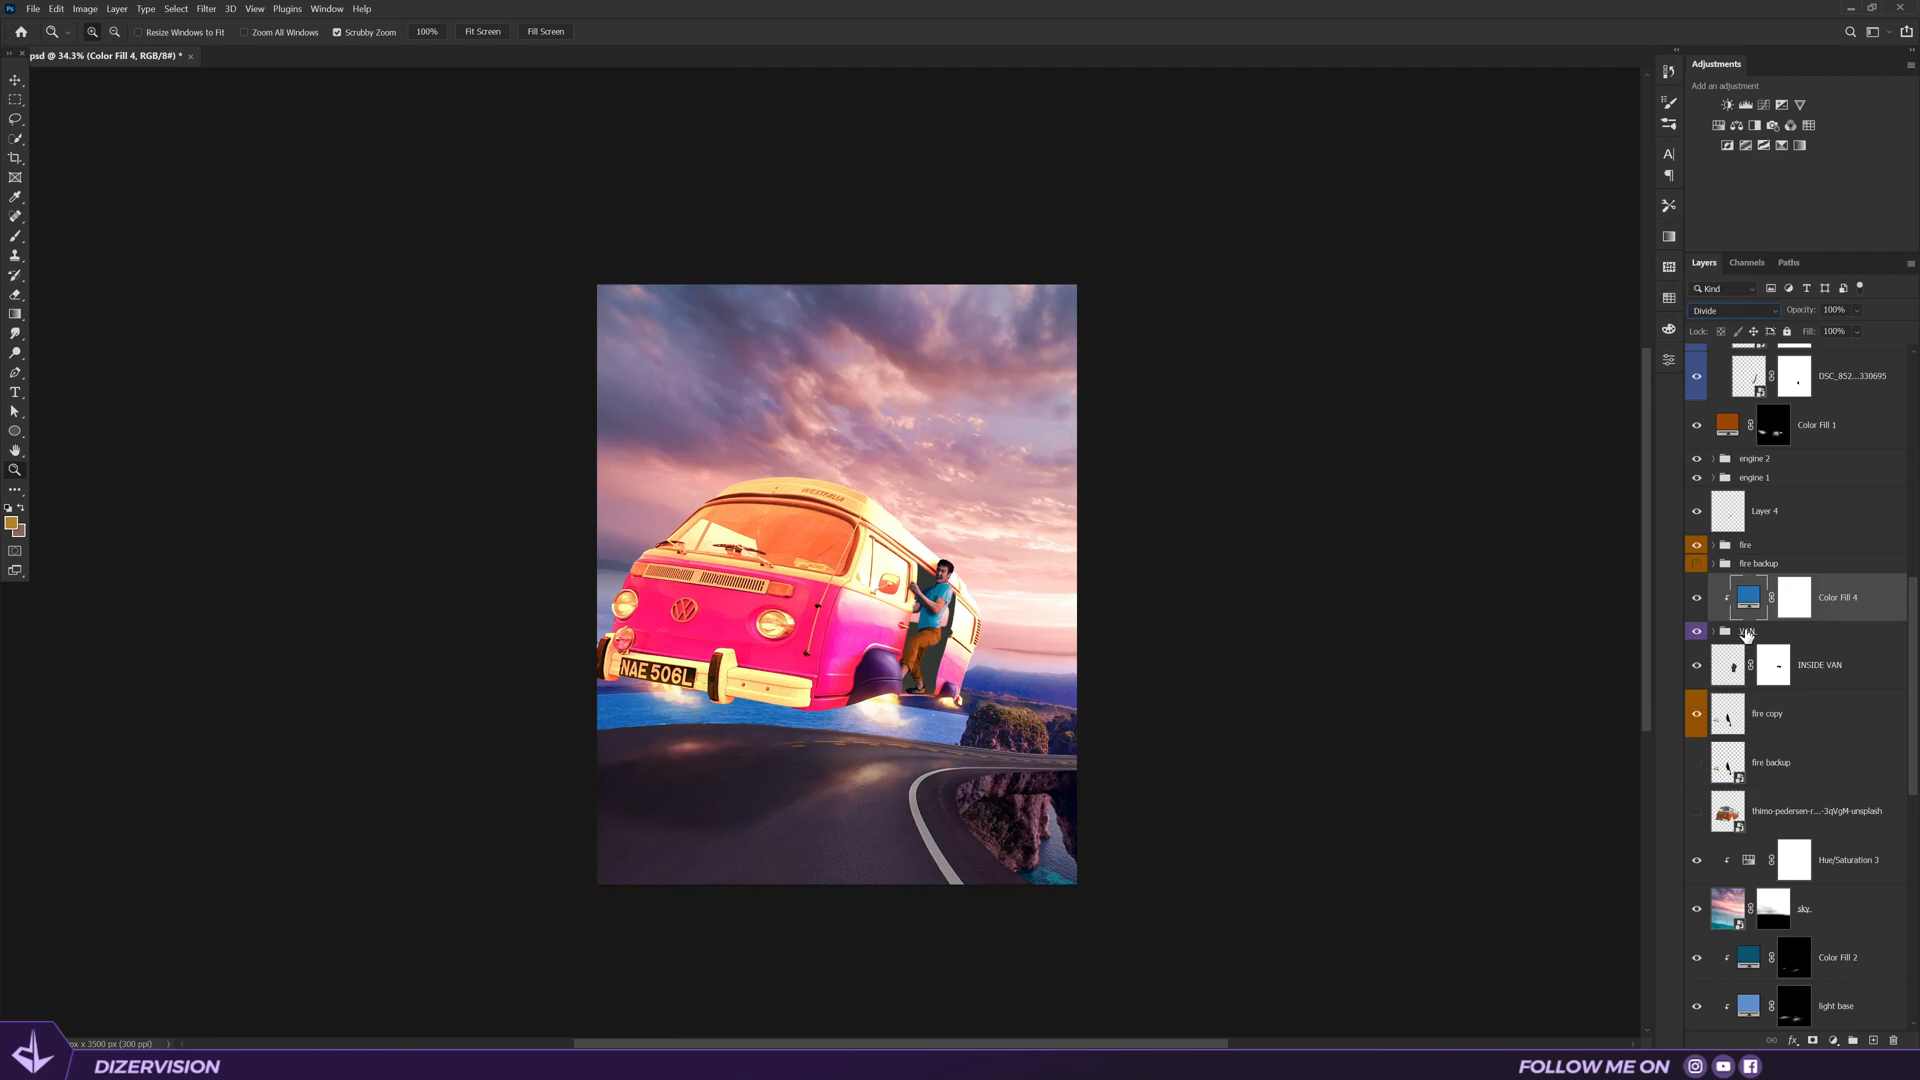 Ps File Edit Image Layer Type Select Filter 3D View Plugins Window Help
Resize Windows to Fit Zoom All Windows Scrubby Zoom 100% Fit Screen Fill Screen
psd @ 34.3% (Color Fill 4, RGB/8#) *
Adjustments
Add an adjustment
Layers Channels Paths
Kind
Divide Opacity: 100%
Lock: Fill: 100%
DSC_852...330695
Color Fill 1
engine 2
engine 1
Layer 4
fire
fire backup
Color Fill 4
INSIDE VAN
fire copy
fire backup
thimo-pedersen-r...-3qVgM-unsplash
Hue/Saturation 3
sky
Color Fill 2
light base
WESTFALIA
NAE 506L
px x 3500 px (300 ppi)
DIZERVISION
FOLLOW ME ON